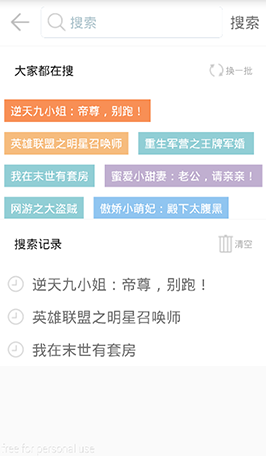 搜索 搜索
大家都在搜 换一批
逆天九小姐：帝尊，别跑！
英雄联盟之明星召唤师 重生军营之王牌军婚
我在末世有套房 蜜爱小甜妻：老公，请亲亲！
网游之大盗贼 傲娇小萌妃：殿下太腹黑
搜索记录 清空
逆天九小姐：帝尊，别跑！
英雄联盟之明星召唤师
我在末世有套房
free for personal use